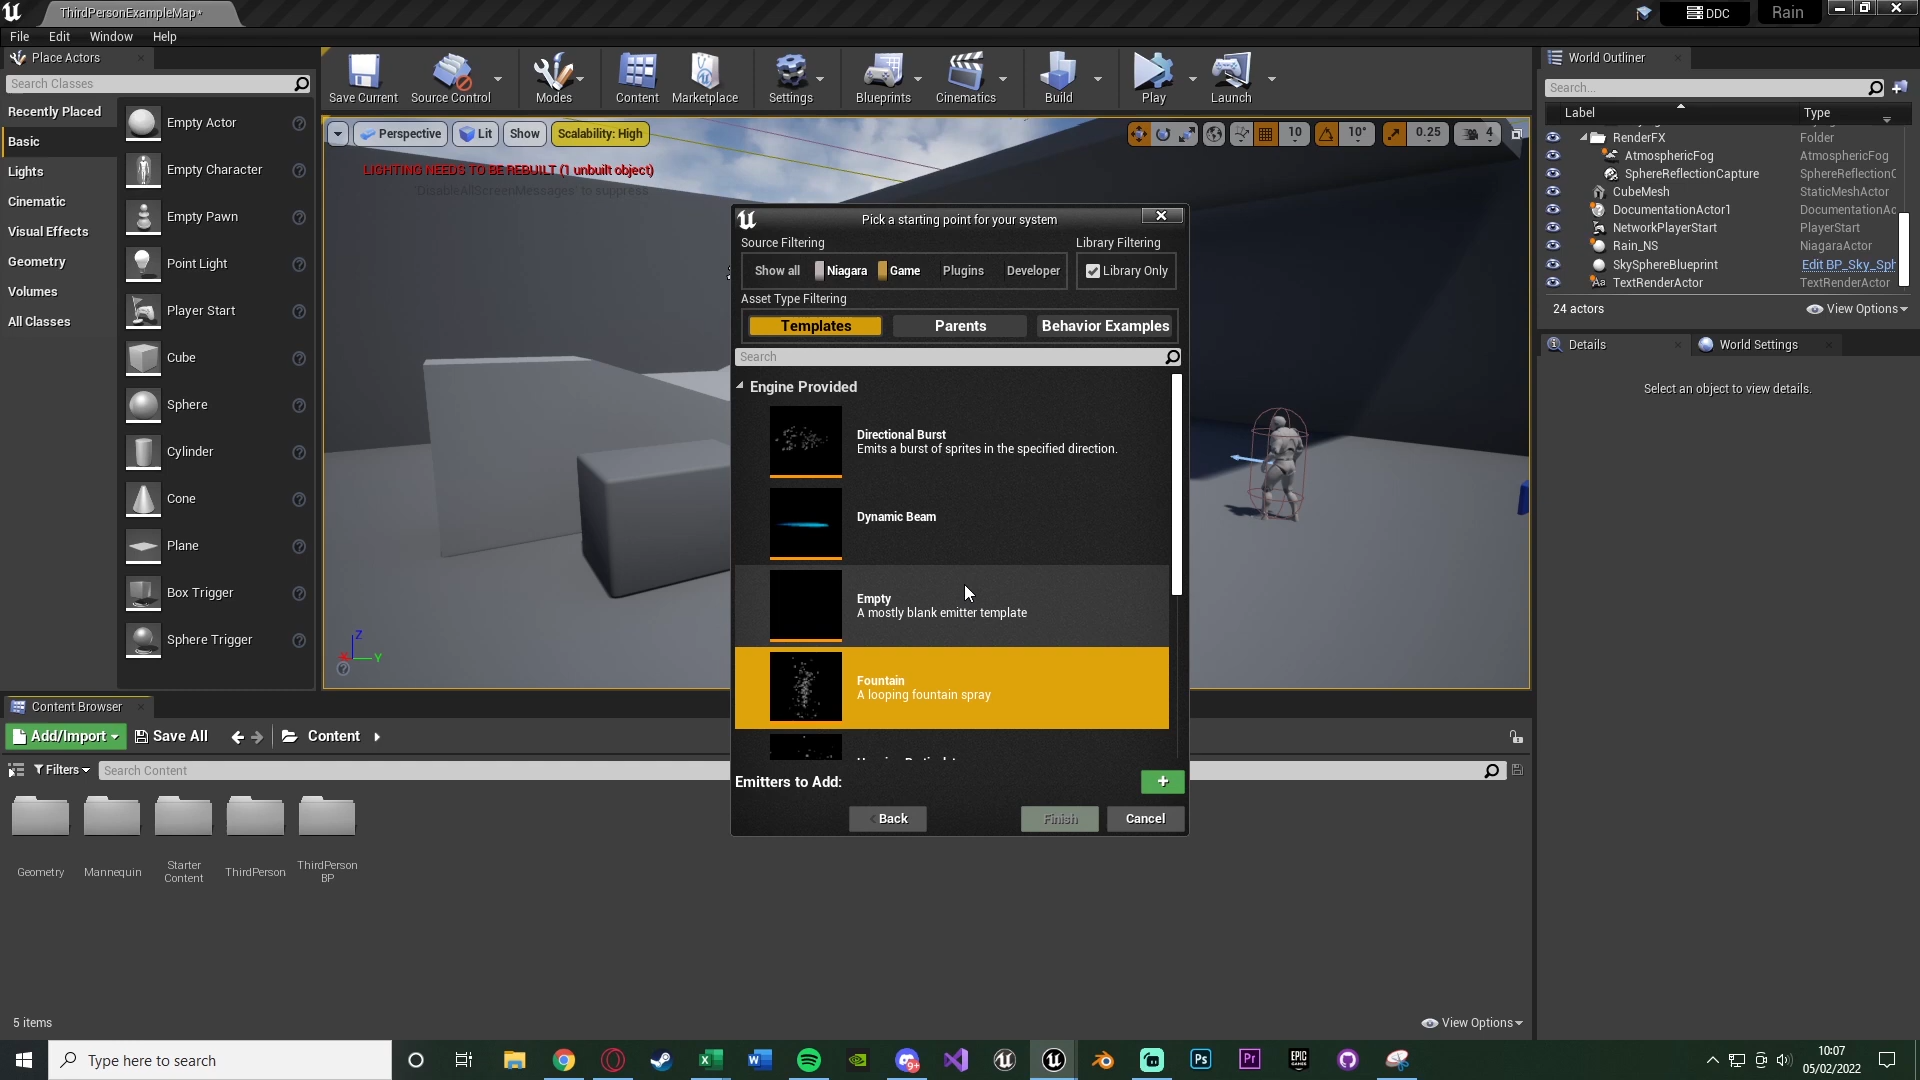 ThirdPersonExampleMap*
DDC
Rain
File
Edit
Window
Help
Place Actors
Search Classes
Recently Placed
Basic
Lights
Cinematic
Visual Effects
Geometry
Volumes
All Classes
Empty Actor
Empty Character
Empty Pawn
Point Light
Player Start
Cube
Sphere
Cylinder
Cone
Plane
Box Trigger
Sphere Trigger
Save Current
Source Control
Modes
Content
Marketplace
Settings
Blueprints
Cinematics
Build
Play
Launch
Perspective
Lit
Show
Scalability: High
10
10°
0.25
4
LIGHTING NEEDS TO BE REBUILT (1 unbuilt object)
'DisableAllScreenMessages' to suppress
Z
Y
Pick a starting point for your system
Source Filtering
Library Filtering
Show all
Niagara
Game
Plugins
Developer
Library Only
Asset Type Filtering
Templates
Parents
Behavior Examples
Search
Engine Provided
Directional Burst
Emits a burst of sprites in the specified direction.
Dynamic Beam
Empty
A mostly blank emitter template
Fountain
A looping fountain spray
Emitters to Add:
Back
Finish
Cancel
World Outliner
Search...
Label
Type
RenderFX
Folder
AtmosphericFog
AtmosphericFog
SphereReflectionCapture
SphereReflectionC
CubeMesh
StaticMeshActor
DocumentationActor1
DocumentationAc
NetworkPlayerStart
PlayerStart
Rain_NS
NiagaraActor
SkySphereBlueprint
Edit BP_Sky_Sph
TextRenderActor
TextRenderActor
24 actors
View Options
Details
World Settings
Select an object to view details.
Content Browser
Add/Import
Save All
Content
Filters
Search Content
Geometry
Mannequin
Starter
Content
ThirdPerson
ThirdPerson
BP
5 items
View Options
Type here to search
10:07
05/02/2022